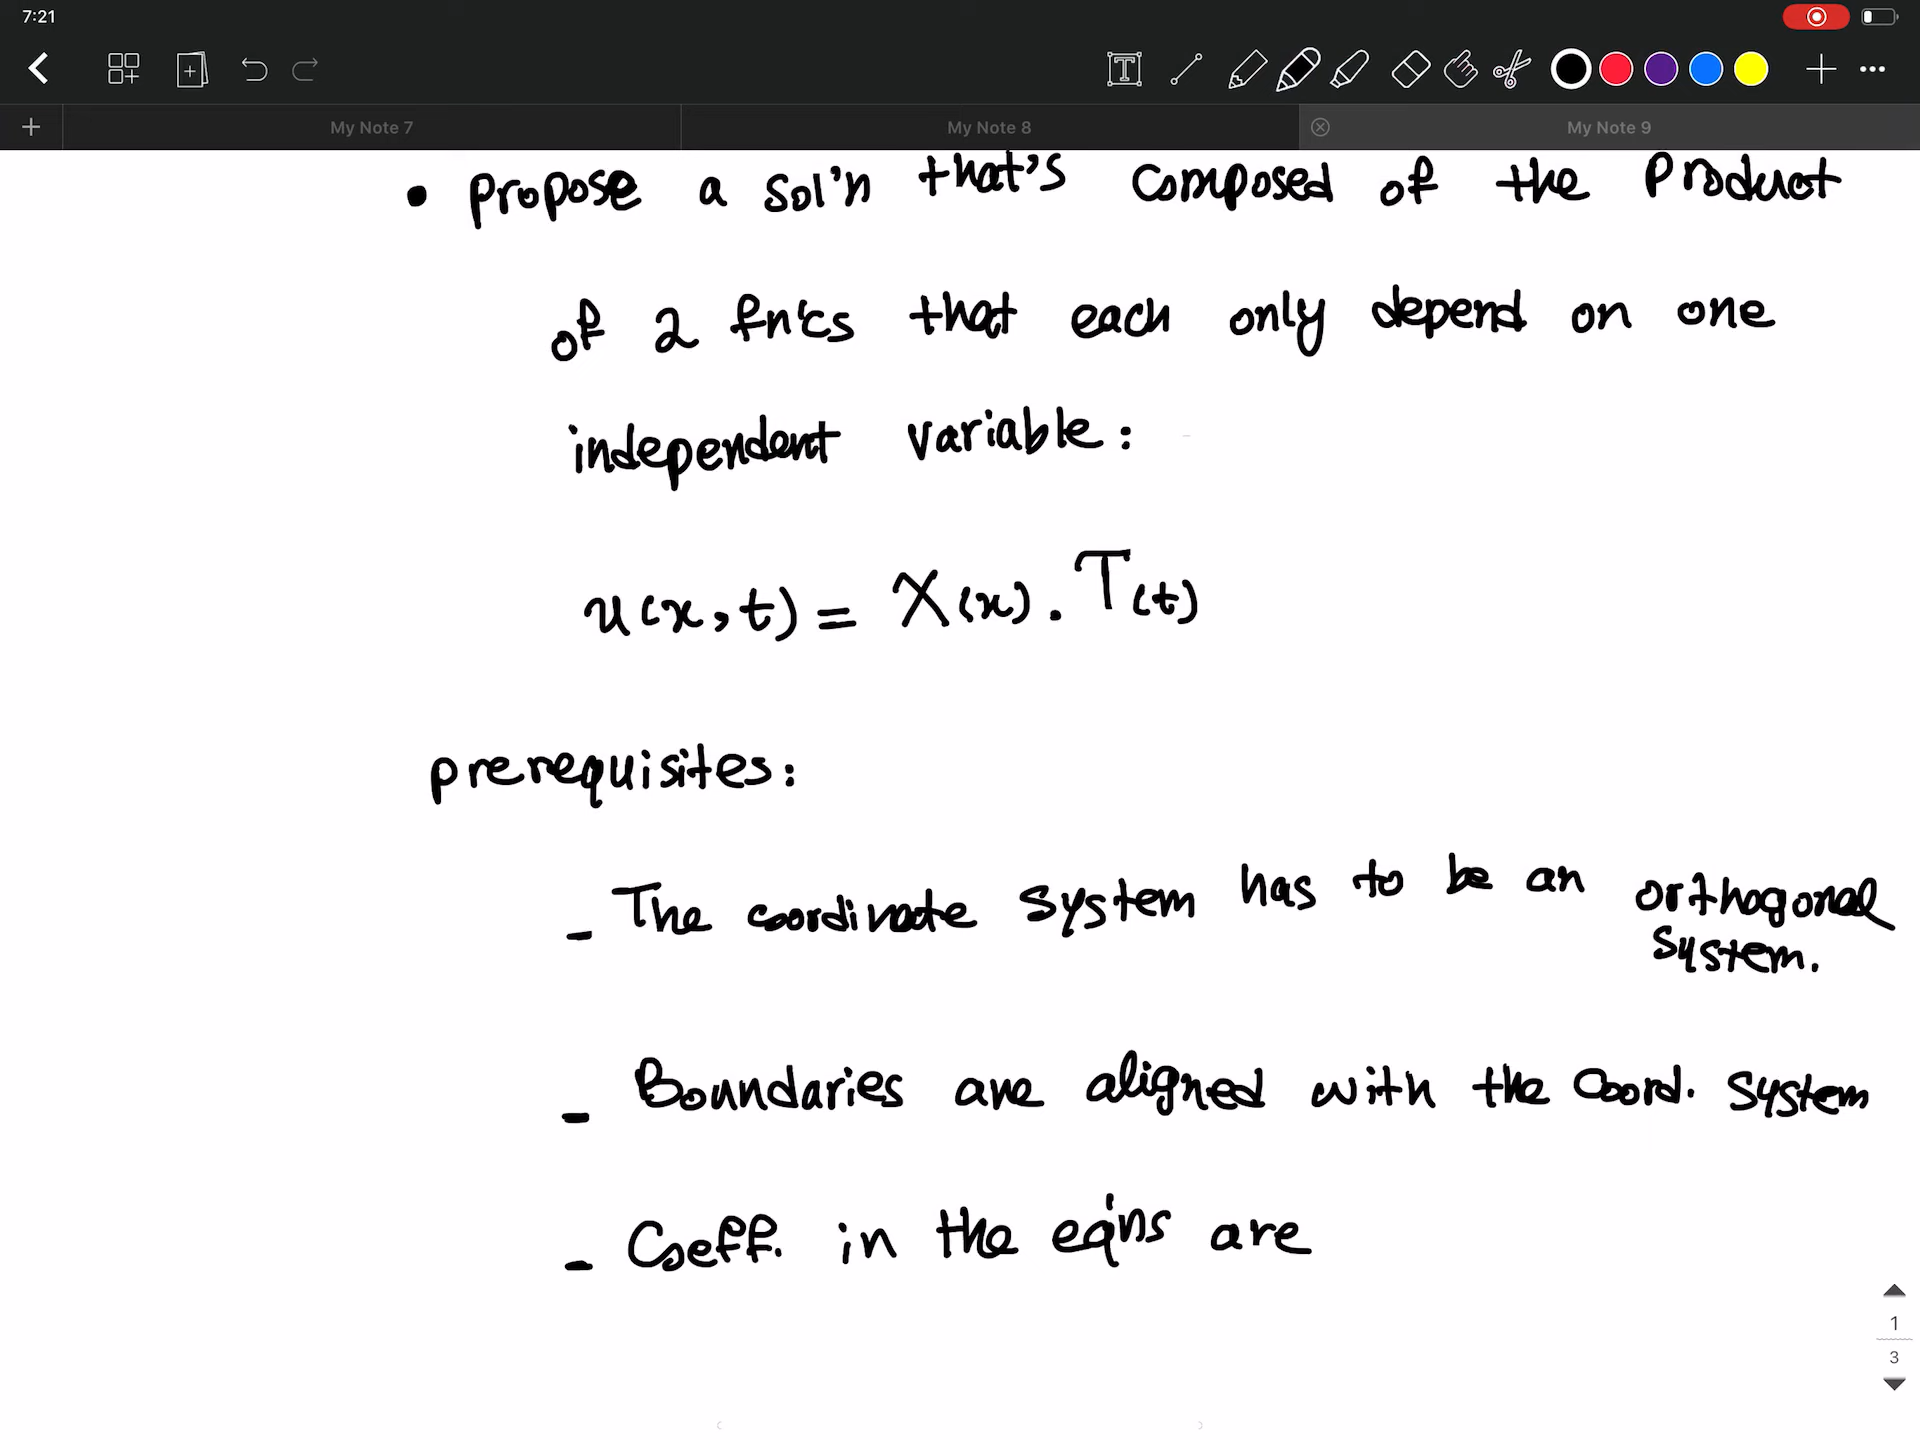 7:21
My Note 7
My Note 8
My Note 9
• propose a sol'n that's composed of the product
of 2 fn'cs that each only depend on one
independent variable:
u(x,t) = X(x) . T(t)
prerequisites:
- The coordinate system has to be an orthogonal
system.
- Boundaries are aligned with the Coord. system
- Coeff. in the eq'ns are
1
3